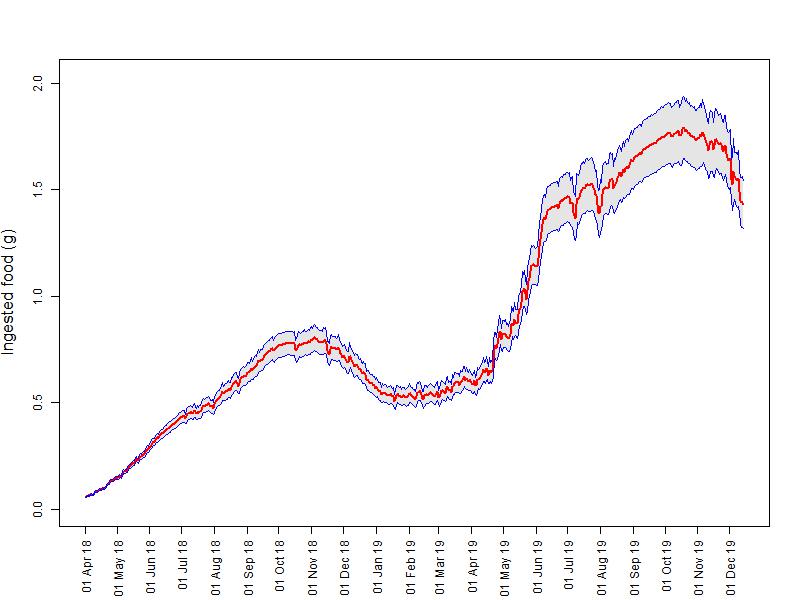 Ingested food (g)
2.0
1.5
1.0
0.5
0.0
01 Apr 18
01 May 18
01 Jun 18
01 Jul 18
01 Aug 18
01 Sep 18
01 Oct 18
01 Nov 18
01 Dec 18
01 Jan 19
01 Feb 19
01 Mar 19
01 Apr 19
01 May 19
01 Jun 19
01 Jul 19
01 Aug 19
01 Sep 19
01 Oct 19
01 Nov 19
01 Dec 19